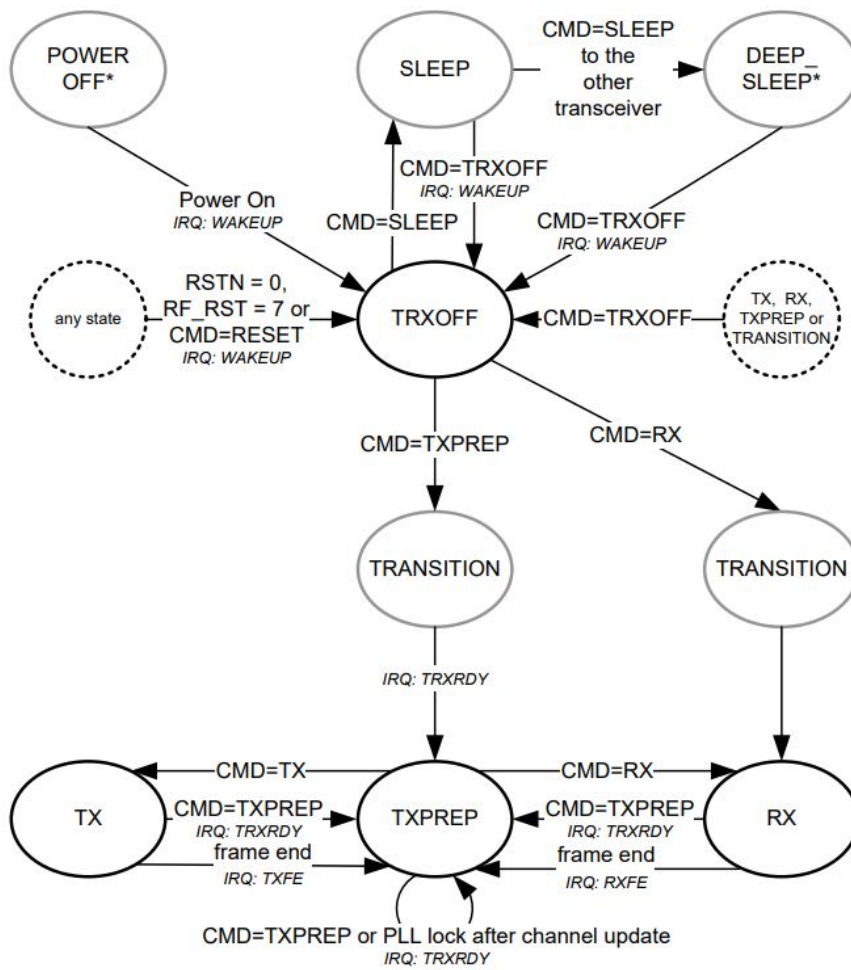 POWER
OFF*
SLEEP
CMD=SLEEP
to the
other
transceiver
DEEP_
SLEEP*
Power On
IRQ: WAKEUP
CMD=SLEEP
CMD=TRXOFF
IRQ: WAKEUP
CMD=TRXOFF
IRQ: WAKEUP
any state
RSTN = 0,
RF_RST = 7 or
CMD=RESET
IRQ: WAKEUP
TRXOFF
CMD=TRXOFF
TX, RX,
TXPREP or
TRANSITION
CMD=TXPREP
CMD=RX
TRANSITION
TRANSITION
IRQ: TRXRDY
TX
CMD=TX
CMD=TXPREP
IRQ: TRXRDY
frame end
IRQ: TXFE
TXPREP
CMD=RX
CMD=TXPREP
IRQ: TRXRDY
frame end
IRQ: RXFE
RX
CMD=TXPREP or PLL lock after channel update
IRQ: TRXRDY